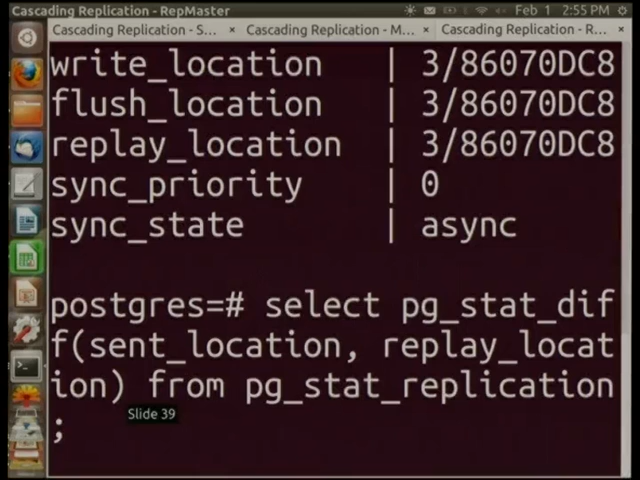 Cascading Replication - RepMaster
Feb 1 2:55 PM
Cascading Replication - S...
Cascading Replication - M...
Cascading Replication - R...
write_location | 3/86070DC8
flush_location | 3/86070DC8
replay_location | 3/86070DC8
sync_priority | 0
sync_state | async
postgres=# select pg_stat_dif
f(sent_location, replay_locat
ion) from pg_stat_replication
Slide 39
;